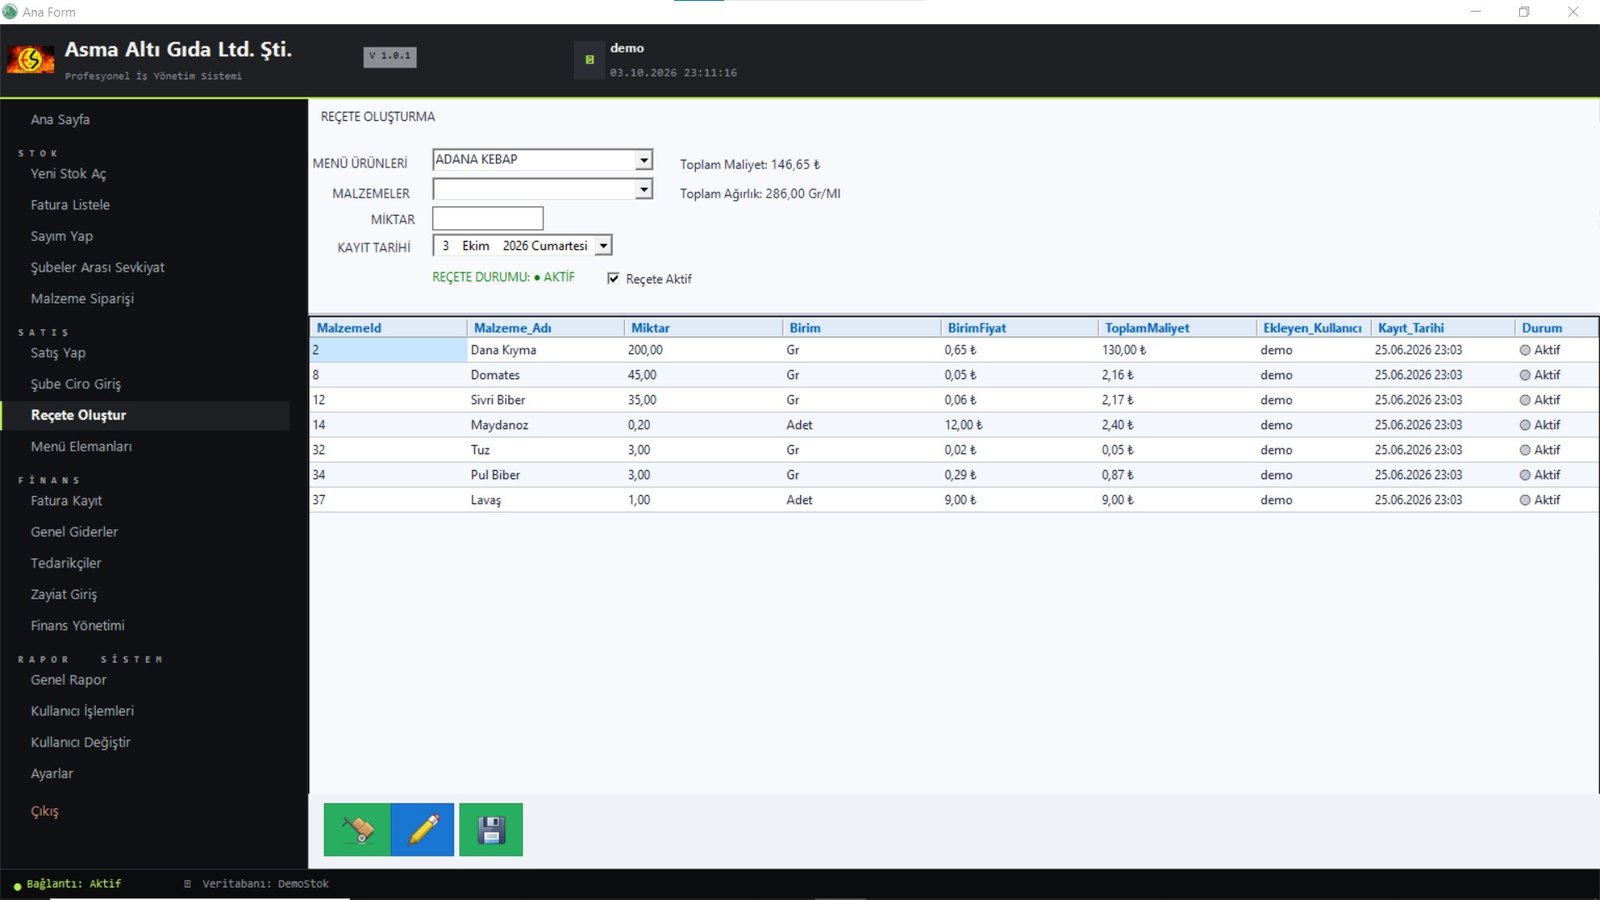 Ana Form
Asma Altı Gıda Ltd. Şti.
Profesyonel İş Yönetim Sistemi
V 1.0.1
demo
03.10.2026 23:11:16
Ana Sayfa
STOK
Yeni Stok Aç
Fatura Listele
Sayım Yap
Şubeler Arası Sevkiyat
Malzeme Siparişi
SATIŞ
Satış Yap
Şube Ciro Giriş
Reçete Oluştur
Menü Elemanları
FİNANS
Fatura Kayıt
Genel Giderler
Tedarikçiler
Zayiat Giriş
Finans Yönetimi
RAPOR SİSTEM
Genel Rapor
Kullanıcı İşlemleri
Kullanıcı Değiştir
Ayarlar
Çıkış
REÇETE OLUŞTURMA
MENÜ ÜRÜNLERİ ADANA KEBAP Toplam Maliyet: 146,65 ₺
MALZEMELER Toplam Ağırlık: 286,00 Gr/Ml
MİKTAR
KAYIT TARİHİ 3 Ekim 2026 Cumartesi
REÇETE DURUMU: ● AKTİF Reçete Aktif
MalzemeId Malzeme_Adı Miktar Birim BirimFiyat ToplamMaliyet Ekleyen_Kullanıcı Kayıt_Tarihi Durum
2 Dana Kıyma 200,00 Gr 0,65 ₺ 130,00 ₺ demo 25.06.2026 23:03 Aktif
8 Domates 45,00 Gr 0,05 ₺ 2,16 ₺ demo 25.06.2026 23:03 Aktif
12 Sivri Biber 35,00 Gr 0,06 ₺ 2,17 ₺ demo 25.06.2026 23:03 Aktif
14 Maydanoz 0,20 Adet 12,00 ₺ 2,40 ₺ demo 25.06.2026 23:03 Aktif
32 Tuz 3,00 Gr 0,02 ₺ 0,05 ₺ demo 25.06.2026 23:03 Aktif
34 Pul Biber 3,00 Gr 0,29 ₺ 0,87 ₺ demo 25.06.2026 23:03 Aktif
37 Lavaş 1,00 Adet 9,00 ₺ 9,00 ₺ demo 25.06.2026 23:03 Aktif
Bağlantı: Aktif
Veritabanı: DemoStok